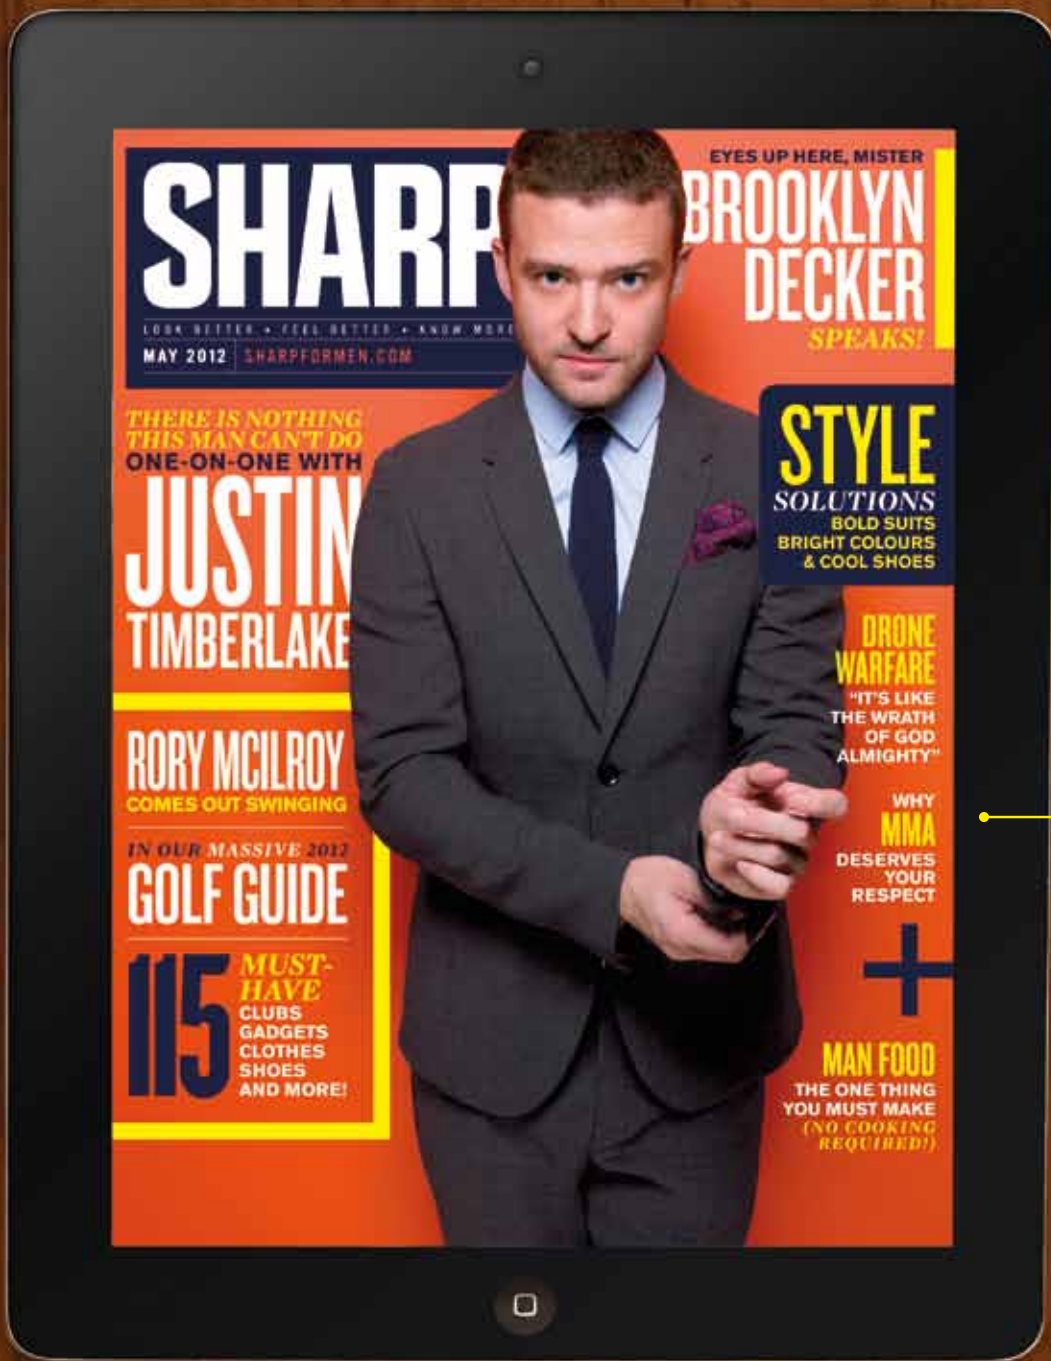 SHARP
LOOK BETTER • FEEL BETTER • KNOW MORE
MAY 2012 | SHARPFORMEN.COM
EYES UP HERE, MISTER
BROOKLYN
DECKER
SPEAKS!
THERE IS NOTHING
THIS MAN CAN'T DO
ONE-ON-ONE WITH
JUSTIN
TIMBERLAKE
RORY MCILROY
COMES OUT SWINGING
IN OUR MASSIVE 2012
GOLF GUIDE
115
MUST-
HAVE
CLUBS
GADGETS
CLOTHES
SHOES
AND MORE!
STYLE
SOLUTIONS
BOLD SUITS
BRIGHT COLOURS
& COOL SHOES
DRONE
WARFARE
"IT'S LIKE
THE WRATH
OF GOD
ALMIGHTY"
WHY
MMA
DESERVES
YOUR
RESPECT
+
MAN FOOD
THE ONE THING
YOU MUST MAKE
(NO COOKING
REQUIRED!)